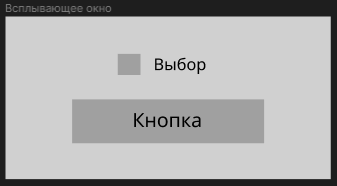 Всплывающее окно
Выбор
Кнопка